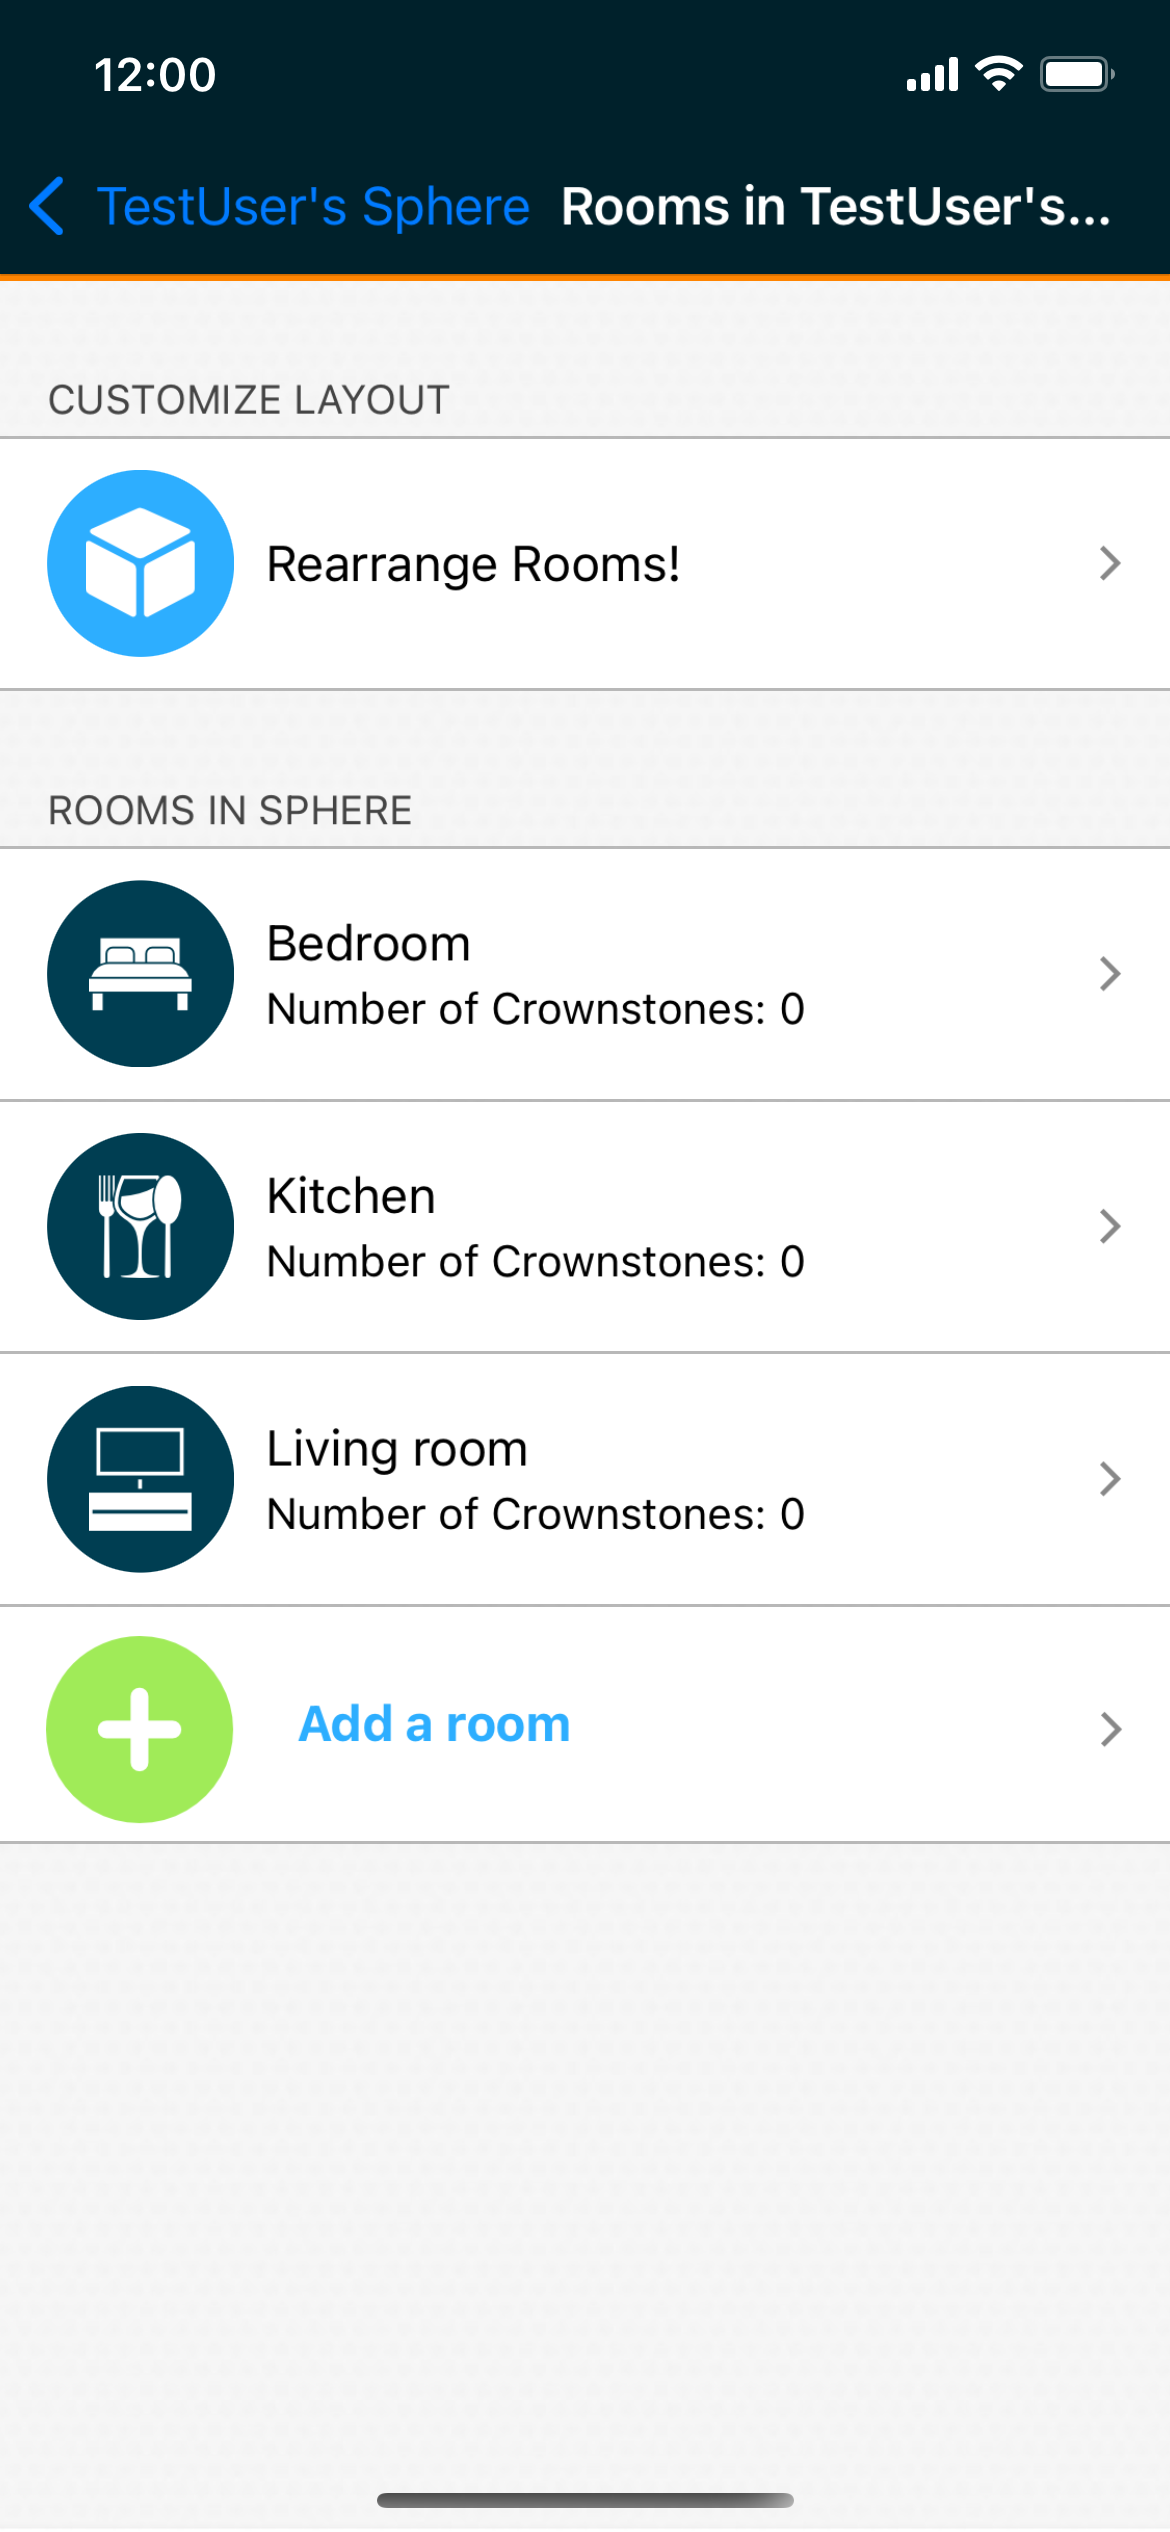 12:00
TestUser's Sphere Rooms in TestUser's...
CUSTOMIZE LAYOUT
Rearrange Rooms!
ROOMS IN SPHERE
Bedroom
Number of Crownstones: 0
Kitchen
Number of Crownstones: 0
Living room
Number of Crownstones: 0
Add a room